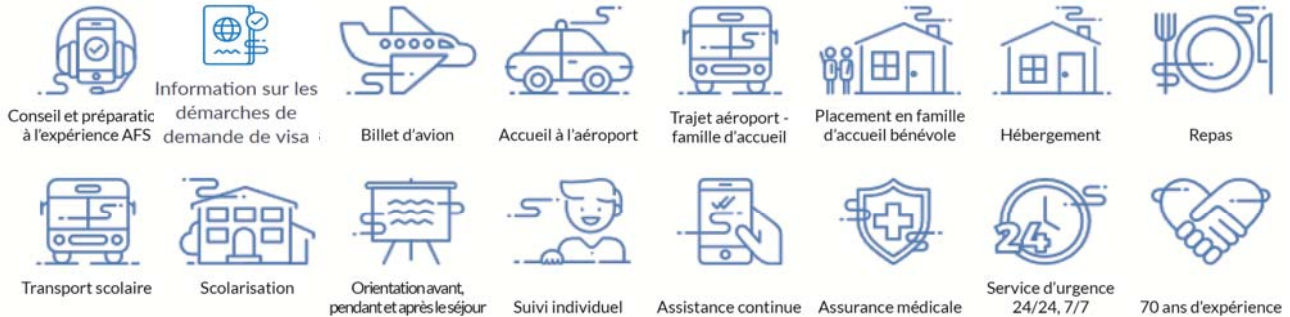 Conseil et préparatic
à l'expérience AFS
Information sur les
démarches de
demande de visa
Billet d'avion
Accueil à l'aéroport
Trajet aéroport -
famille d'accueil
Placement en famille
d'accueil bénévole
Hébergement
Repas
Transport scolaire
Scolarisation
Orientation avant,
pendant et après le séjour
Suivi individuel
Assistance continue
Assurance médicale
24
Service d'urgence
24/24, 7/7
70 ans d'expérience